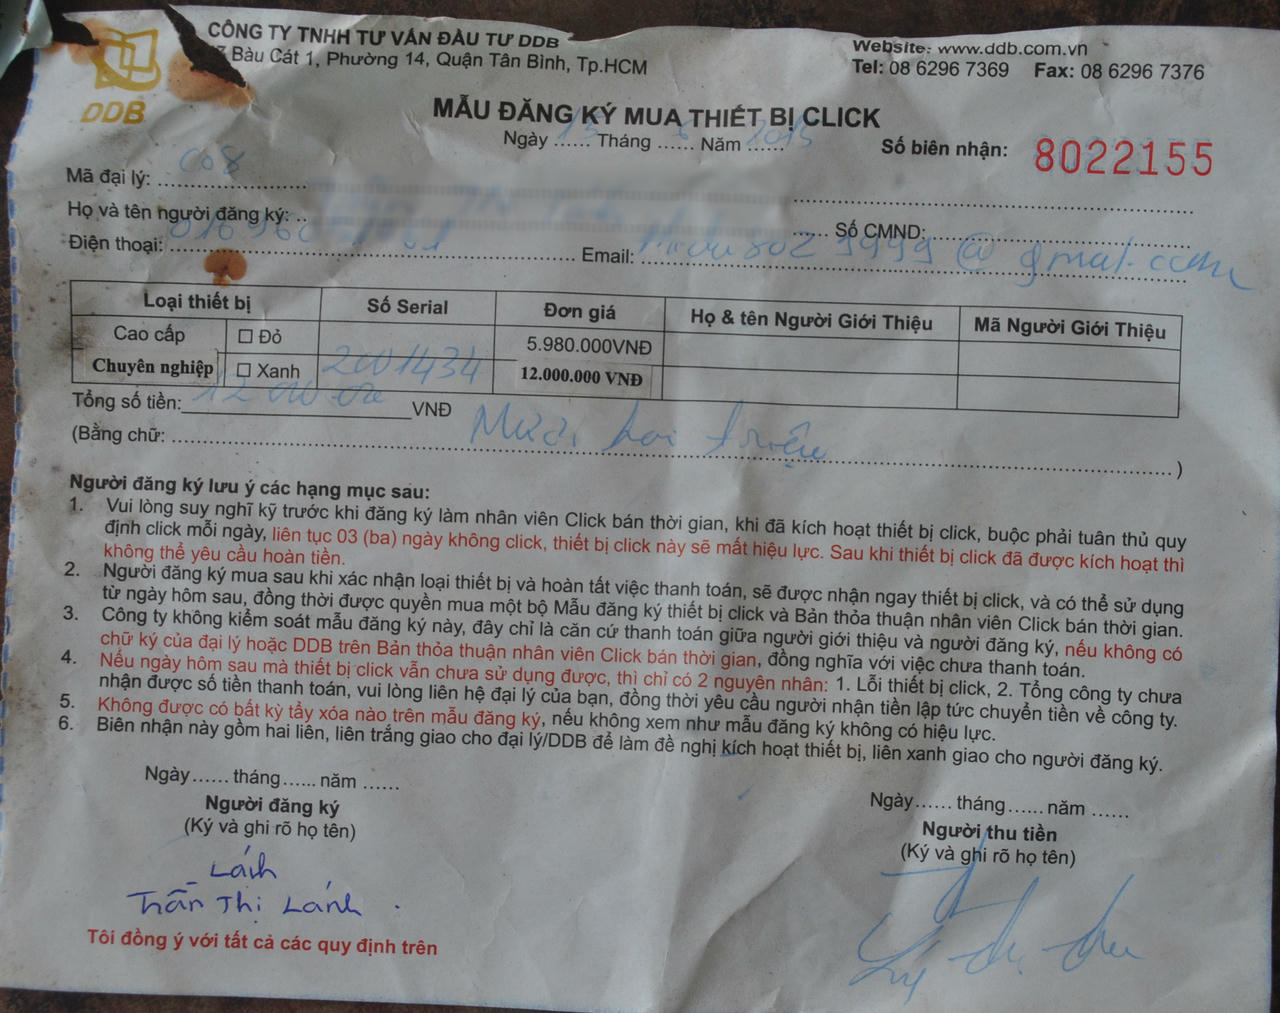 CÔNG TY TNHH TƯ VẤN ĐẦU TƯ DDB
7 Bàu Cát 1, Phường 14, Quận Tân Bình, Tp.HCM
Website: www.ddb.com.vn
Tel: 08 6296 7369 Fax: 08 6296 7376
DDB
MẪU ĐĂNG KÝ MUA THIẾT BỊ CLICK
Ngày 15 Tháng ...... Năm 2015
Số biên nhận: 8022155
Mã đại lý: C08
Họ và tên người đăng ký:
Số CMND:
Điện thoại:
Email: @gmail.com
Loại thiết bị Số Serial Đơn giá Họ & tên Người Giới Thiệu Mã Người Giới Thiệu
Cao cấp □ Đỏ 5.980.000VNĐ
Chuyên nghiệp □ Xanh 2001434 12.000.000 VNĐ
Tổng số tiền: VNĐ
(Bằng chữ: Mười hai triệu )
Người đăng ký lưu ý các hạng mục sau:
1. Vui lòng suy nghĩ kỹ trước khi đăng ký làm nhân viên Click bán thời gian, khi đã kích hoạt thiết bị click, buộc phải tuân thủ quy
định click mỗi ngày, liên tục 03 (ba) ngày không click, thiết bị click này sẽ mất hiệu lực. Sau khi thiết bị click đã được kích hoạt thì
không thể yêu cầu hoàn tiền.
2. Người đăng ký mua sau khi xác nhận loại thiết bị và hoàn tất việc thanh toán, sẽ được nhận ngay thiết bị click, và có thể sử dụng
từ ngày hôm sau, đồng thời được quyền mua một bộ Mẫu đăng ký thiết bị click và Bản thỏa thuận nhân viên Click bán thời gian.
3. Công ty không kiểm soát mẫu đăng ký này, đây chỉ là căn cứ thanh toán giữa người giới thiệu và người đăng ký, nếu không có
chữ ký của đại lý hoặc DDB trên Bản thỏa thuận nhân viên Click bán thời gian, đồng nghĩa với việc chưa thanh toán.
4. Nếu ngày hôm sau mà thiết bị click vẫn chưa sử dụng được, thì chỉ có 2 nguyên nhân: 1. Lỗi thiết bị click, 2. Tổng công ty chưa
nhận được số tiền thanh toán, vui lòng liên hệ đại lý của bạn, đồng thời yêu cầu người nhận tiền lập tức chuyển tiền về công ty.
5. Không được có bất kỳ tẩy xóa nào trên mẫu đăng ký, nếu không xem như mẫu đăng ký không có hiệu lực.
6. Biên nhận này gồm hai liên, liên trắng giao cho đại lý/DDB để làm đề nghị kích hoạt thiết bị, liên xanh giao cho người đăng ký.
Ngày...... tháng...... năm ......
Người đăng ký
(Ký và ghi rõ họ tên)
Lánh
Trần Thị Lánh
Tôi đồng ý với tất cả các quy định trên
Ngày...... tháng...... năm ......
Người thu tiền
(Ký và ghi rõ họ tên)